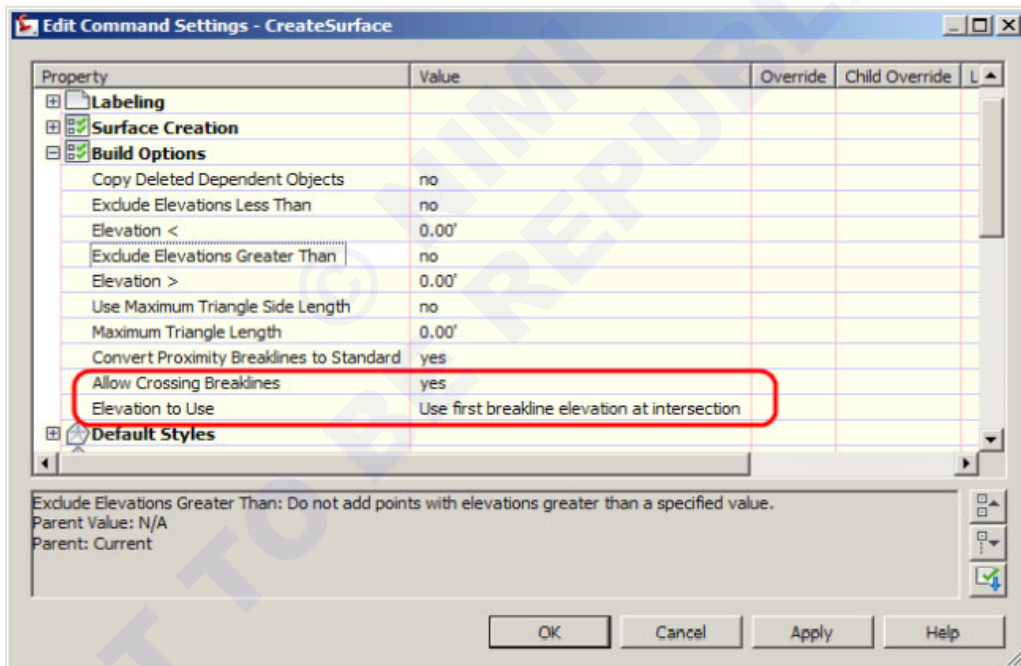 Edit Command Settings - CreateSurface
Property Value Override Child Override L
Labeling
Surface Creation
Build Options
Copy Deleted Dependent Objects no
Exclude Elevations Less Than no
Elevation < 0.00'
Exclude Elevations Greater Than no
Elevation > 0.00'
Use Maximum Triangle Side Length no
Maximum Triangle Length 0.00'
Convert Proximity Breaklines to Standard yes
Allow Crossing Breaklines yes
Elevation to Use Use first breakline elevation at intersection
Default Styles
Exclude Elevations Greater Than: Do not add points with elevations greater than a specified value.
Parent Value: N/A
Parent: Current
OK Cancel Apply Help
© NIMI
T TO BE REPUBL